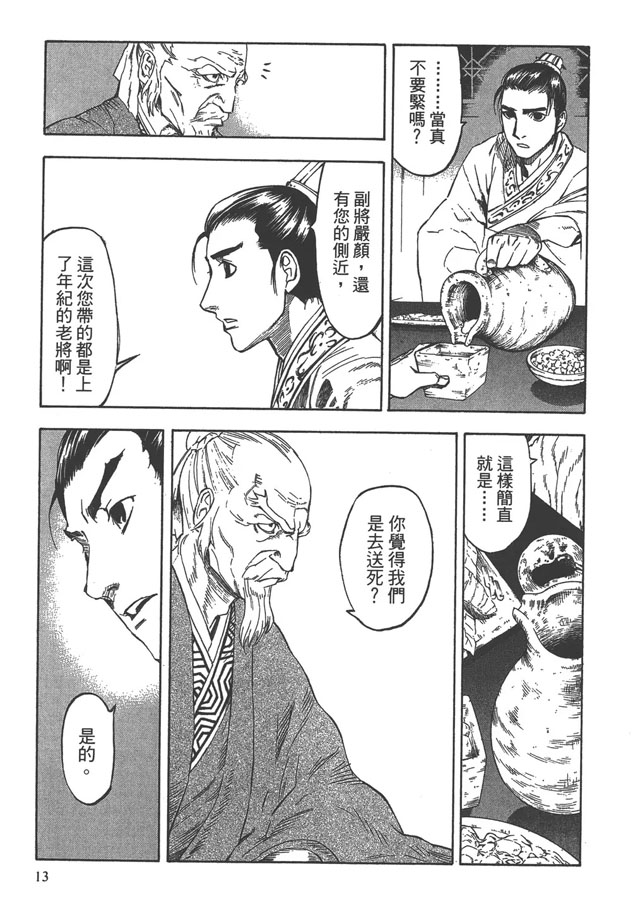 ………當真
不要緊嗎？
副將嚴顏，還
有您的側近，
這次您帶的都是上
了年紀的老將啊！
這樣簡直
就是……
你覺得我們
是去送死？
是的。
13